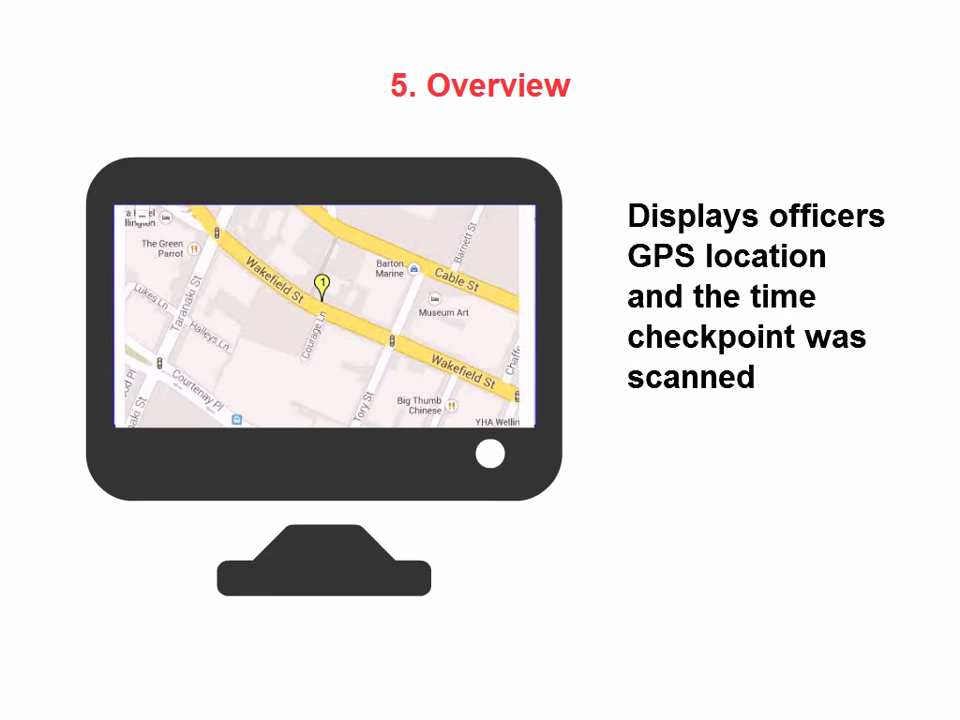 5. Overview
Displays officers
GPS location
and the time
checkpoint was
scanned
The Green
Parrot
Wakefield St
1
Barton
Marine
Barnett St
Cable St
Museum Art
Lukes Ln
Taranaki St
Halleys Ln
Courage Ln
Wakefield St
Courtenay Pl
Tory St
Big Thumb
Chinese
YHA Wellin